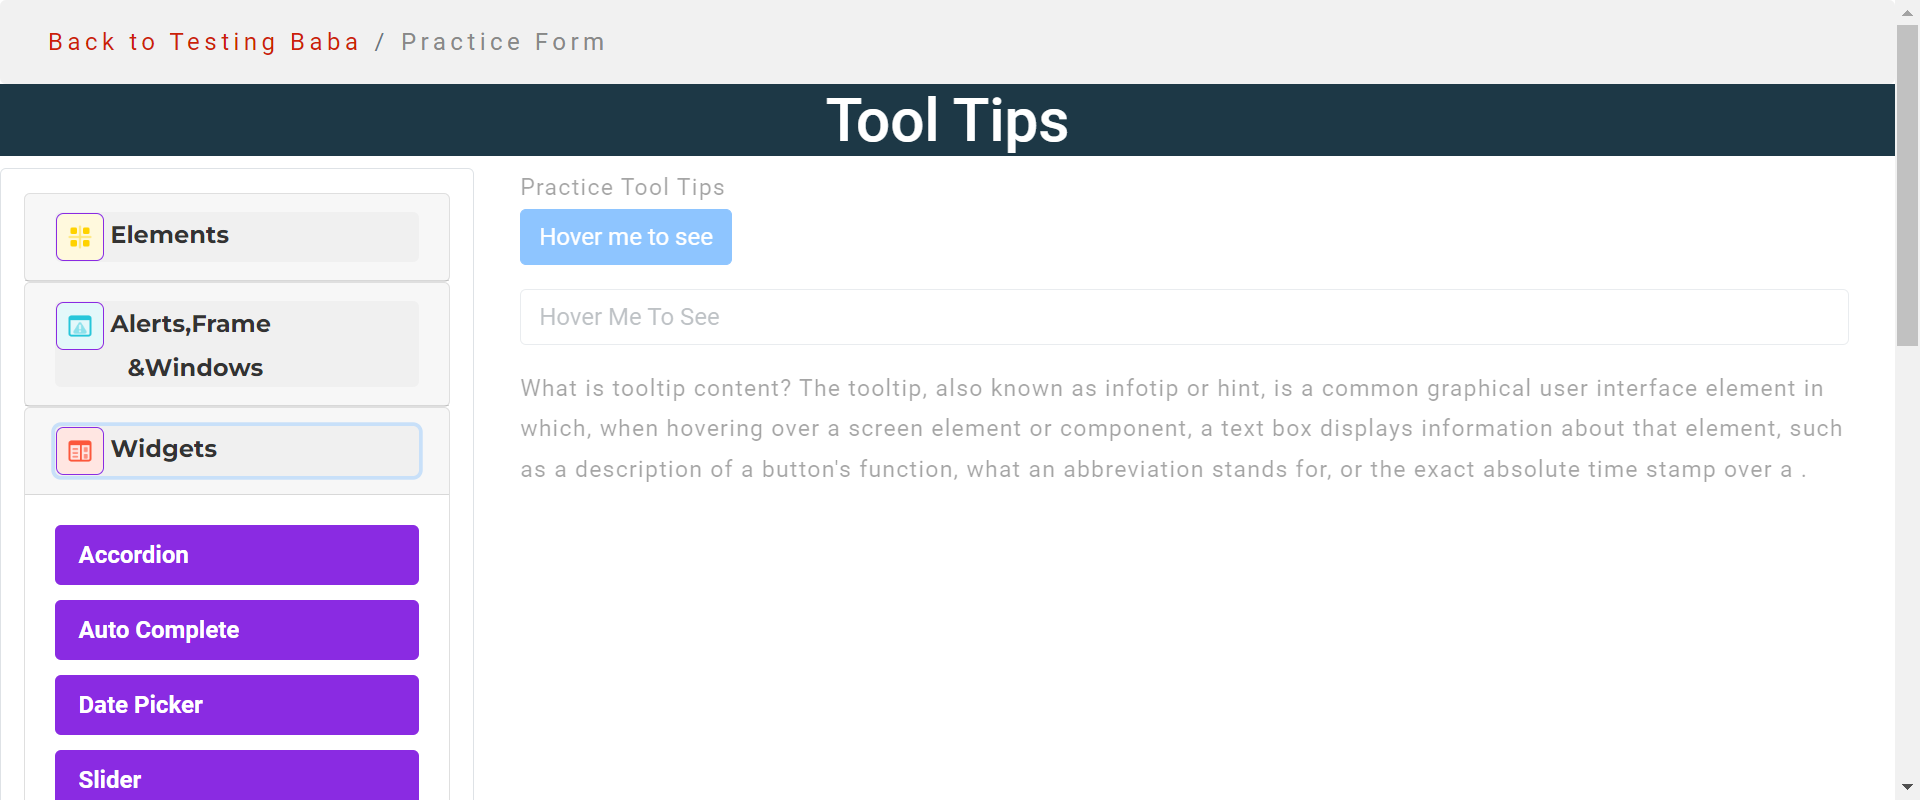 Back to Testing Baba / Practice Form
Tool Tips
Elements
Alerts,Frame
&Windows
Widgets
Accordion
Auto Complete
Date Picker
Slider
Practice Tool Tips
Hover me to see
Hover Me To See
What is tooltip content? The tooltip, also known as infotip or hint, is a common graphical user interface element in
which, when hovering over a screen element or component, a text box displays information about that element, such
as a description of a button's function, what an abbreviation stands for, or the exact absolute time stamp over a .